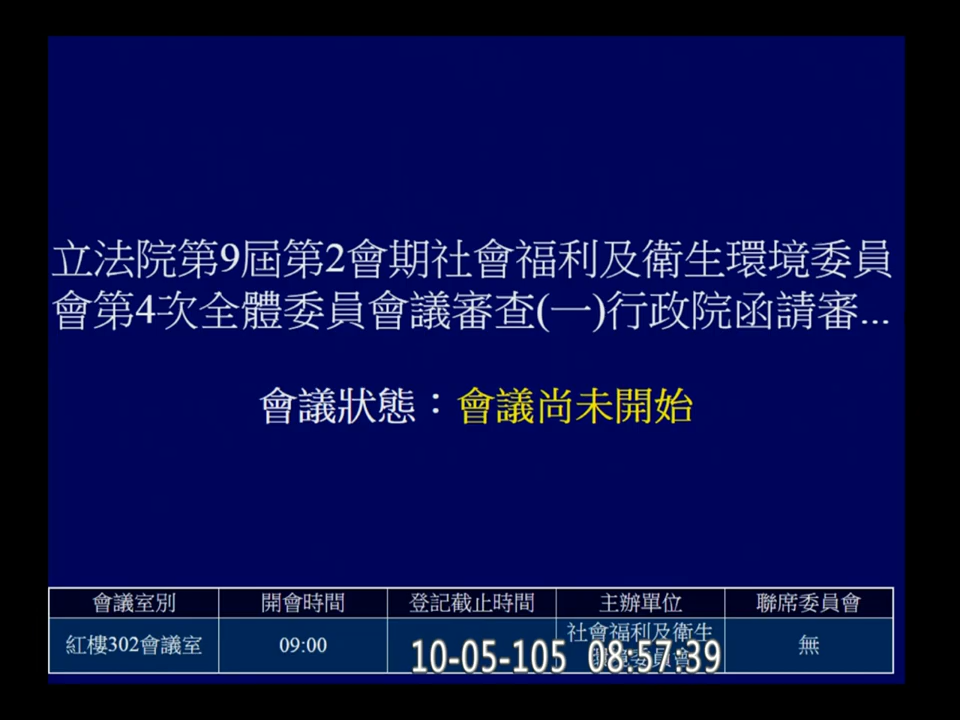 立法院第9屆第2會期社會福利及衛生環境委員
會第4次全體委員會議審查(一)行政院函請審...
會議狀態：會議尚未開始
會議室別 開會時間 登記截止時間 主辦單位 聯席委員會
紅樓302會議室 09:00 社會福利及衛生 無
10-05-105 08:57:39